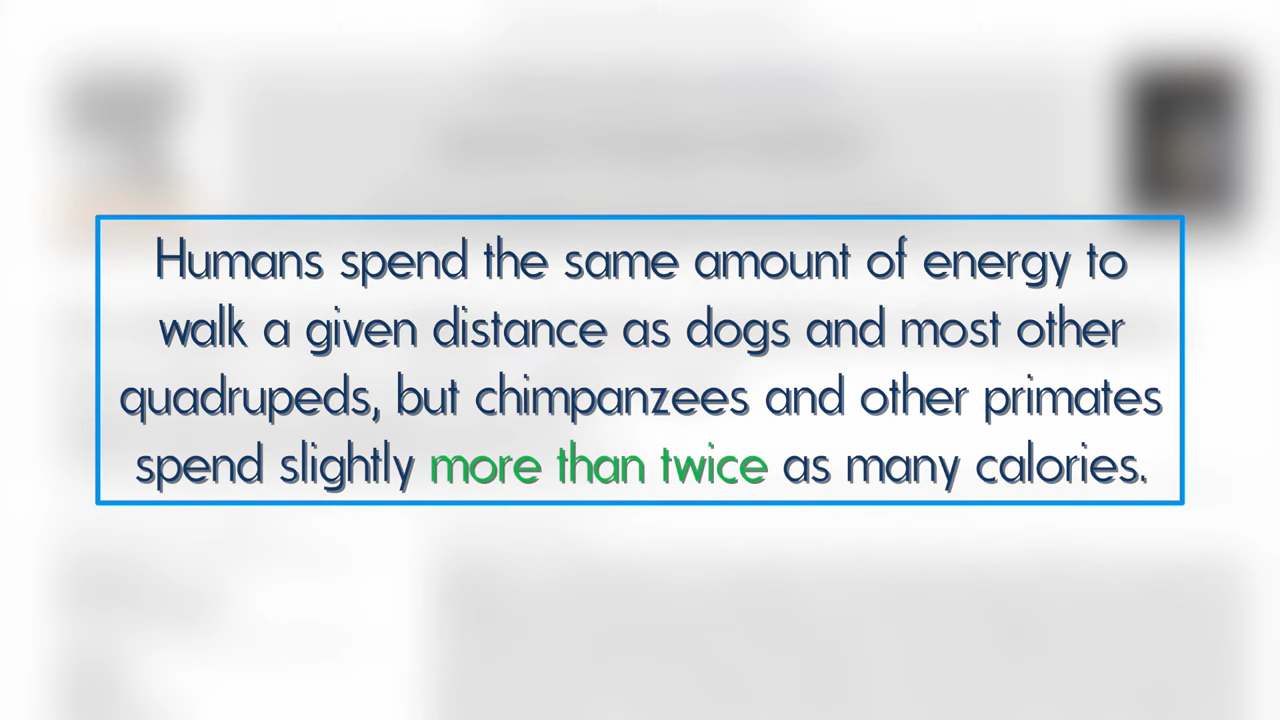 Humans spend the same amount of energy to
walk a given distance as dogs and most other
quadrupeds, but chimpanzees and other primates
spend slightly more than twice as many calories.